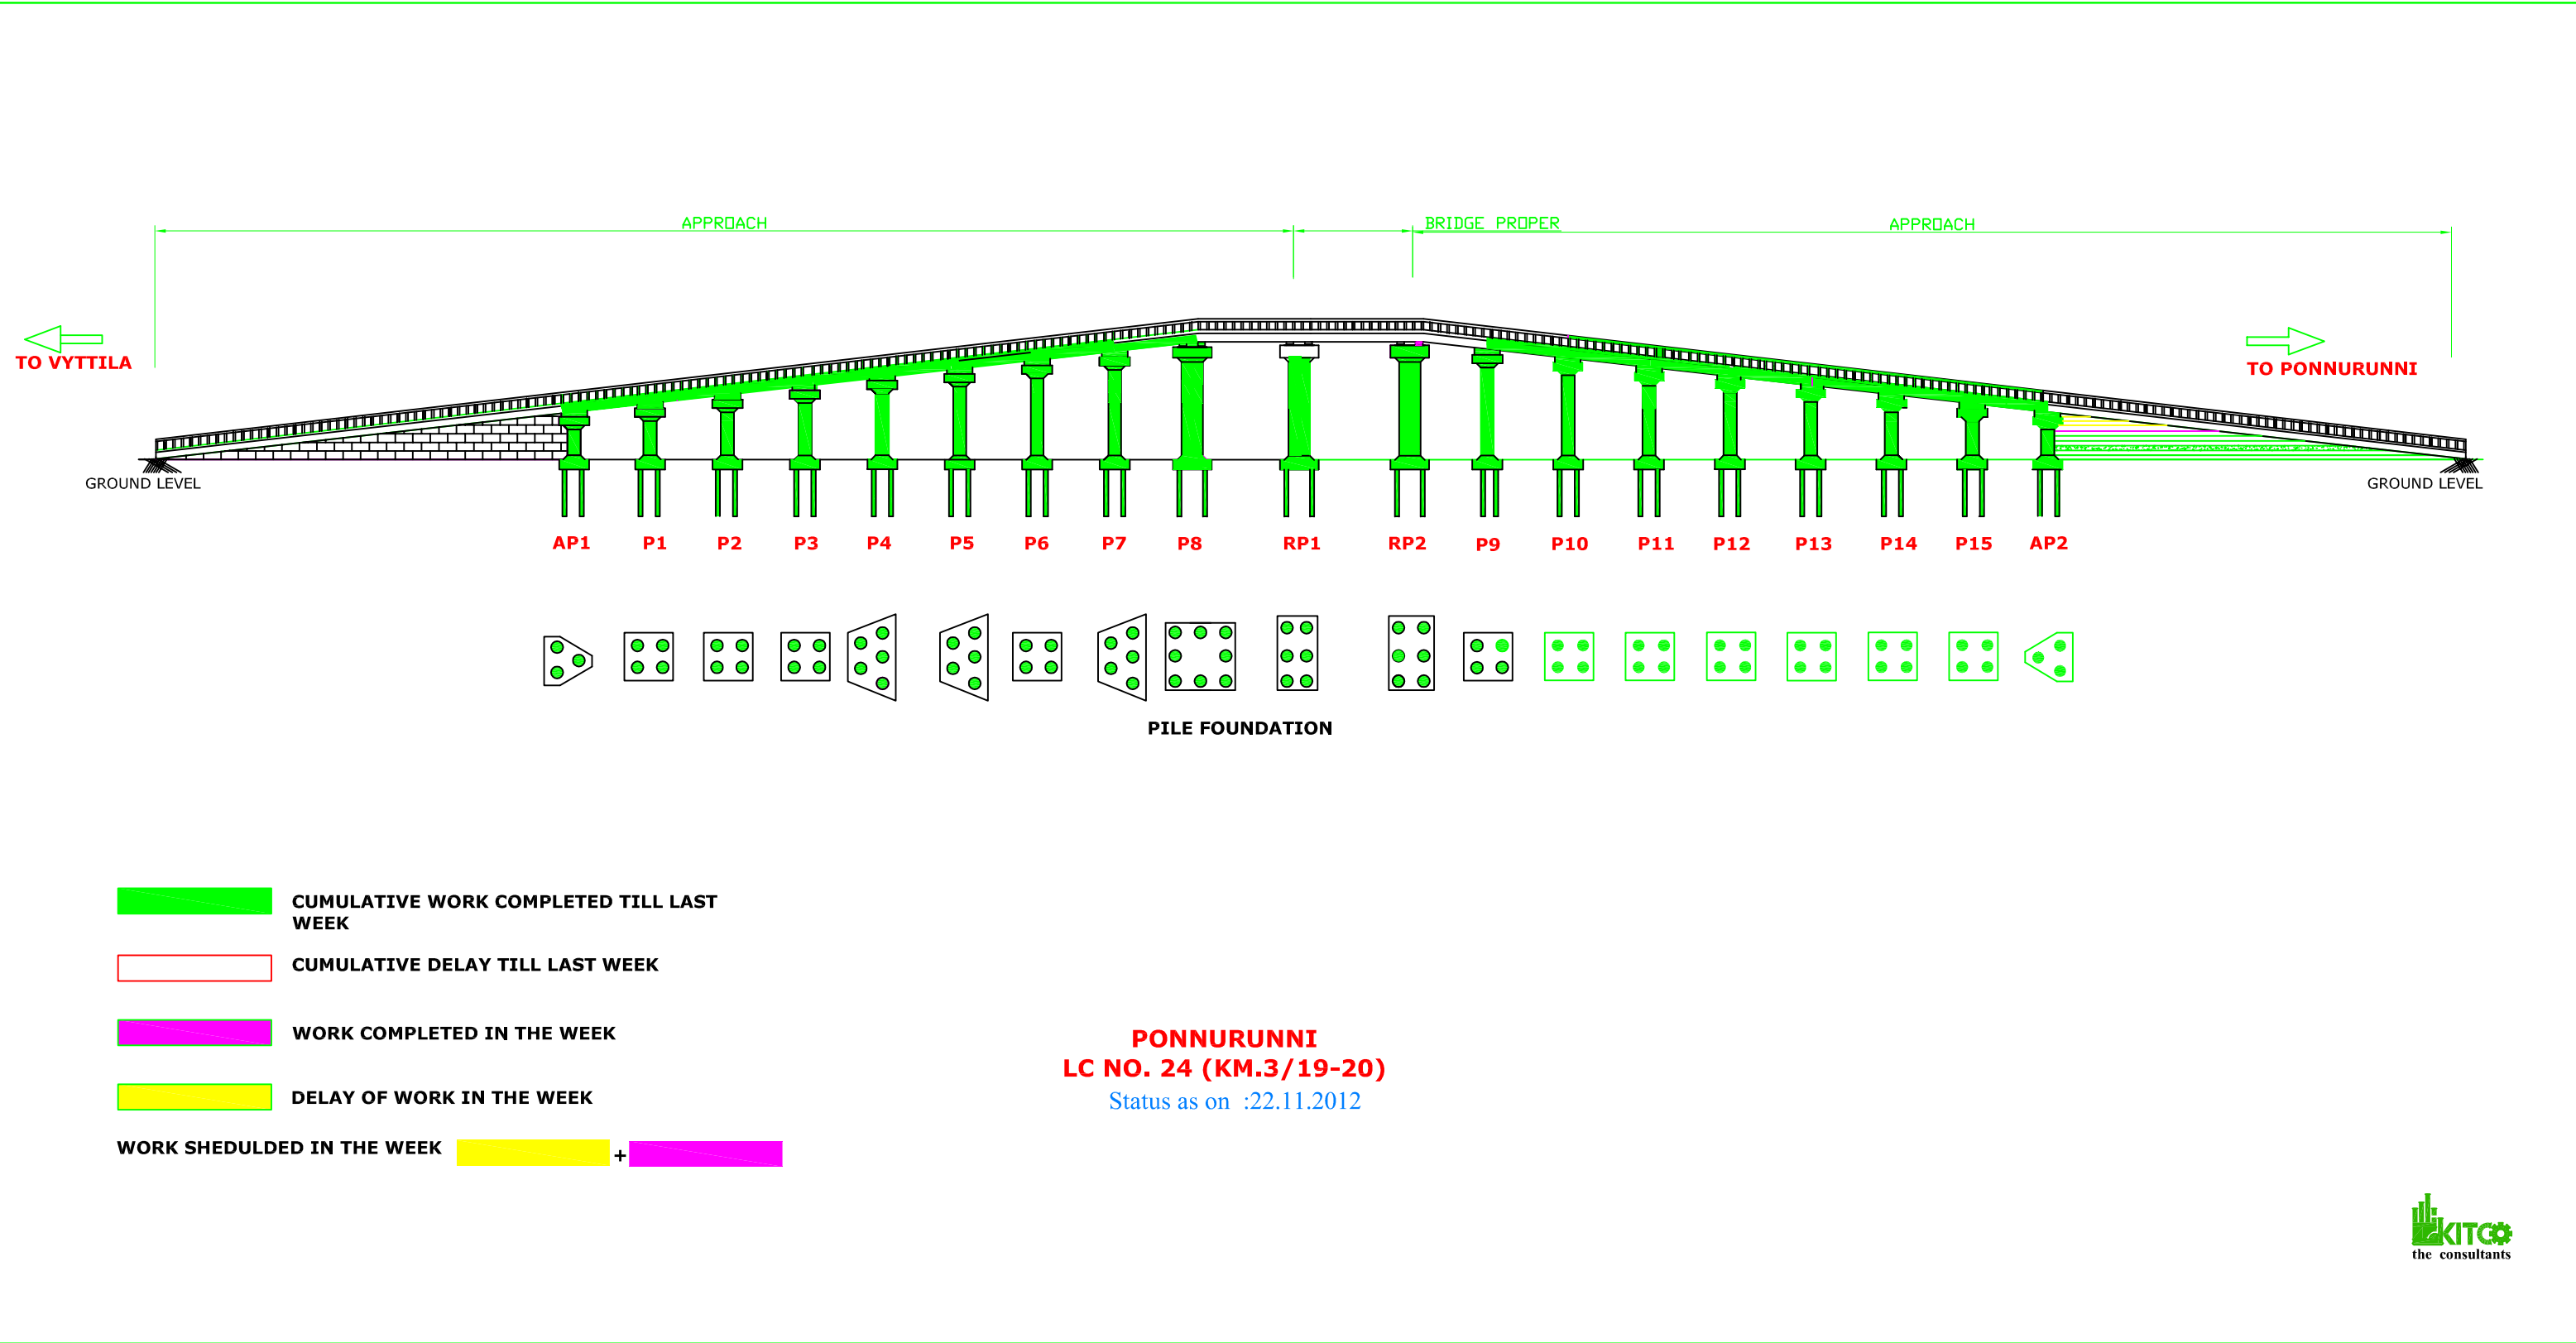 APPROACH
BRIDGE PROPER
APPROACH
TO VYTTILA
TO PONNURUNNI
GROUND LEVEL
GROUND LEVEL
AP1 P1 P2 P3 P4 P5 P6 P7 P8 RP1 RP2 P9 P10 P11 P12 P13 P14 P15 AP2
PILE FOUNDATION
CUMULATIVE WORK COMPLETED TILL LAST
WEEK
CUMULATIVE DELAY TILL LAST WEEK
WORK COMPLETED IN THE WEEK
DELAY OF WORK IN THE WEEK
WORK SHEDULDED IN THE WEEK +
PONNURUNNI
LC NO. 24 (KM.3/19-20)
Status as on :22.11.2012
KITCO
the consultants